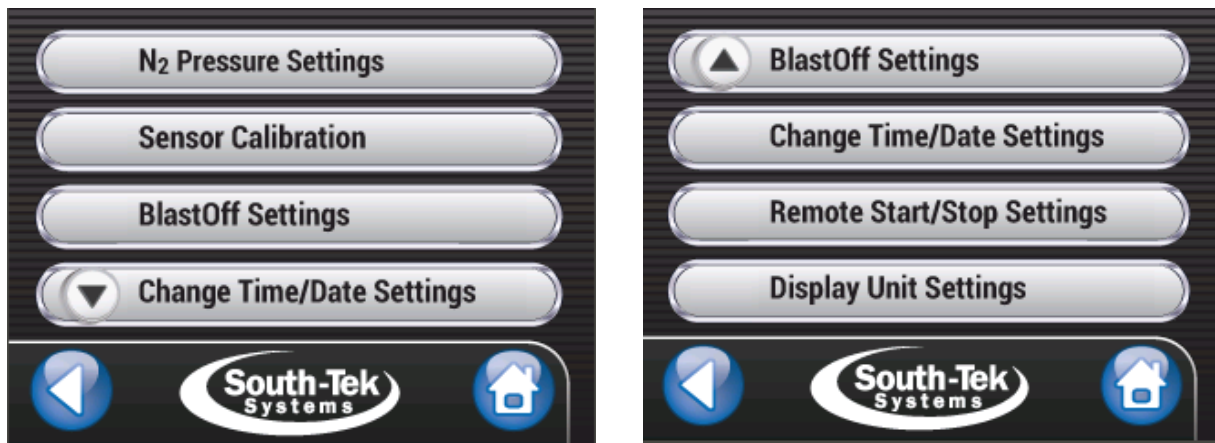 N₂ Pressure Settings
Sensor Calibration
BlastOff Settings
Change Time/Date Settings
South-Tek
Systems
BlastOff Settings
Change Time/Date Settings
Remote Start/Stop Settings
Display Unit Settings
South-Tek
Systems